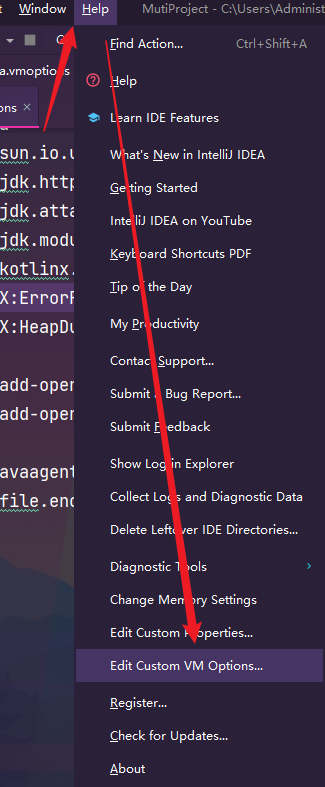 Window Help MutiProject - C:\Users\Administ
a.vmoptions
ons ×
Find Action... Ctrl+Shift+A
Help
Learn IDE Features
sun.io.u
What's New in IntelliJ IDEA
jdk.http
Getting Started
jdk.atta
IntelliJ IDEA on YouTube
jdk.modu
Keyboard Shortcuts PDF
kotlinx.
Tip of the Day
X:ErrorF
My Productivity
X:HeapDu
Contact Support...
add-open
Submit a Bug Report...
add-open
Submit Feedback
Show Log in Explorer
avaagent
Collect Logs and Diagnostic Data
file.enc
Delete Leftover IDE Directories...
Diagnostic Tools
Change Memory Settings
Edit Custom Properties...
Edit Custom VM Options...
Register...
Check for Updates...
About